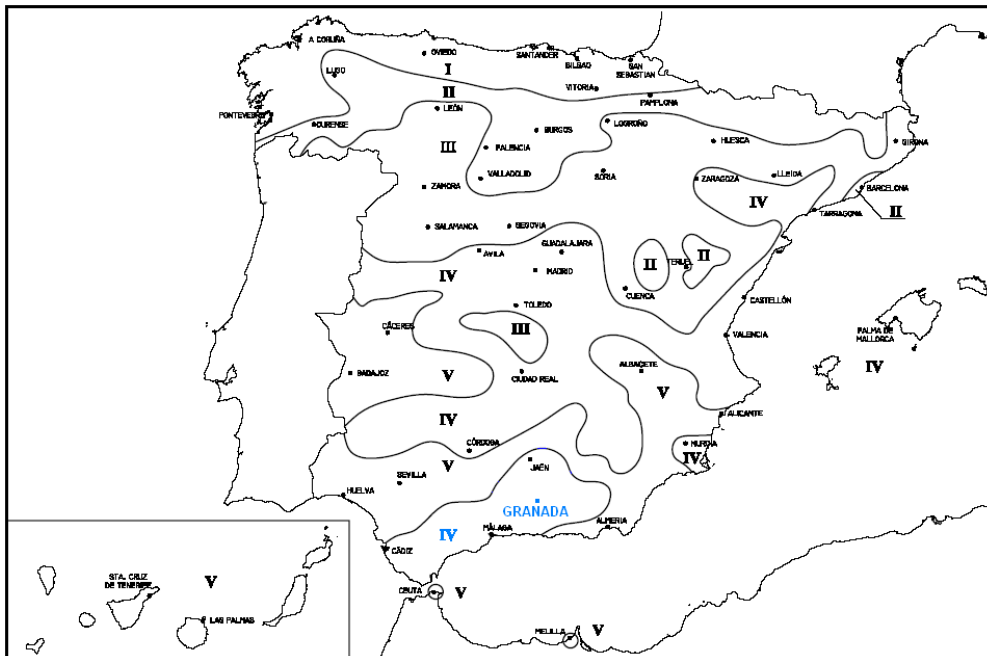 A CORUÑA
OVIEDO
SANTANDER
BILBAO
SAN
SEBASTIAN
LUGO
I
VITORIA
II
PAMPLONA
LEÓN
PONTEVEDRA
OURENSE
LOGROÑO
BURGOS
HUESCA
GIRONA
III
PALENCIA
VALLADOLID
SORIA
ZARAGOZA
LLEIDA
ZAMORA
IV
BARCELONA
TARRAGONA
II
SALAMANCA
SEGOVIA
GUADALAJARA
AVILA
II
II
TERUEL
IV
MADRID
CUENCA
CASTELLÓN
TOLEDO
CÁCERES
III
VALENCIA
PALMA DE
MALLORCA
IV
ALBACETE
BADAJOZ
V
CIUDAD REAL
V
IV
ALICANTE
CÓRDOBA
MURCIA
IV
V
JAÉN
SEVILLA
HUELVA
GRANADA
IV
MÁLAGA
ALMERIA
CÁDIZ
STA. CRUZ
DE TENERIFE
V
CEUTA
V
LAS PALMAS
MELILLA
V